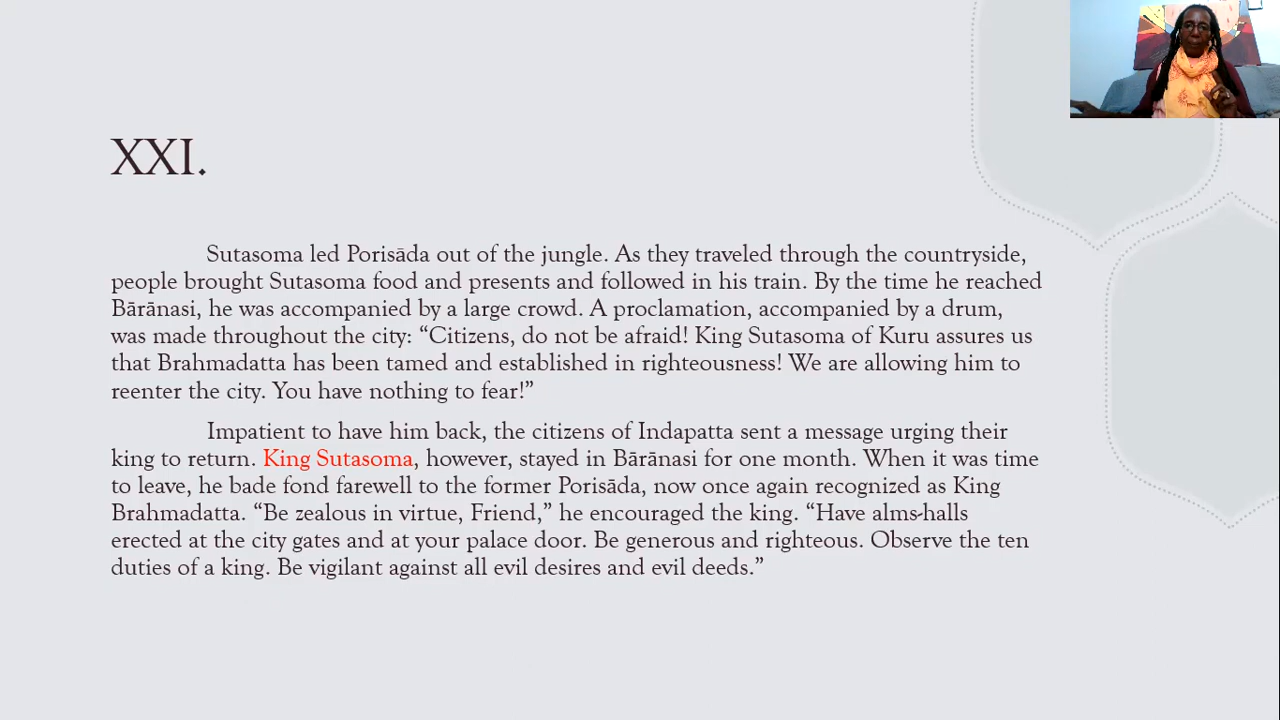 XXI.
Sutasoma led Porisāda out of the jungle. As they traveled through the countryside,
people brought Sutasoma food and presents and followed in his train. By the time he reached
Bārānasi, he was accompanied by a large crowd. A proclamation, accompanied by a drum,
was made throughout the city: “Citizens, do not be afraid! King Sutasoma of Kuru assures us
that Brahmadatta has been tamed and established in righteousness! We are allowing him to
reenter the city. You have nothing to fear!”
Impatient to have him back, the citizens of Indapatta sent a message urging their
king to return. King Sutasoma, however, stayed in Bārānasi for one month. When it was time
to leave, he bade fond farewell to the former Porisāda, now once again recognized as King
Brahmadatta. “Be zealous in virtue, Friend,” he encouraged the king. “Have alms-halls
erected at the city gates and at your palace door. Be generous and righteous. Observe the ten
duties of a king. Be vigilant against all evil desires and evil deeds.”